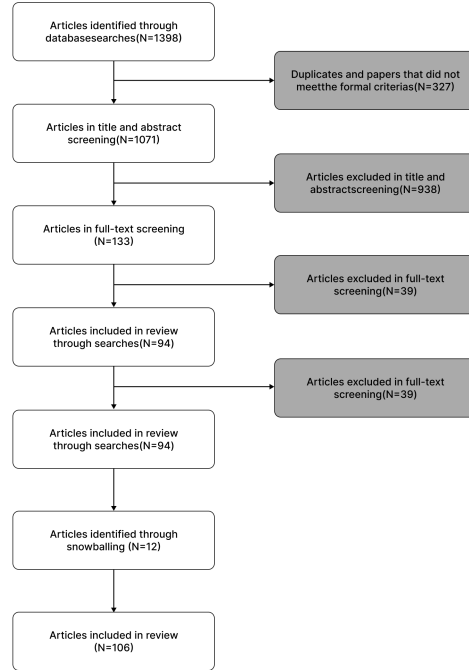 Articles identified through
databasesearches(N=1398)
Duplicates and papers that did not
meetthe formal criterias(N=327)
Articles in title and abstract
screening(N=1071)
Articles excluded in title and
abstractscreening(N=938)
Articles in full-text screening
(N=133)
Articles excluded in full-text
screening(N=39)
Articles included in review
through searches(N=94)
Articles excluded in full-text
screening(N=39)
Articles included in review
through searches(N=94)
Articles identified through
snowballing (N=12)
Articles included in review
(N=106)